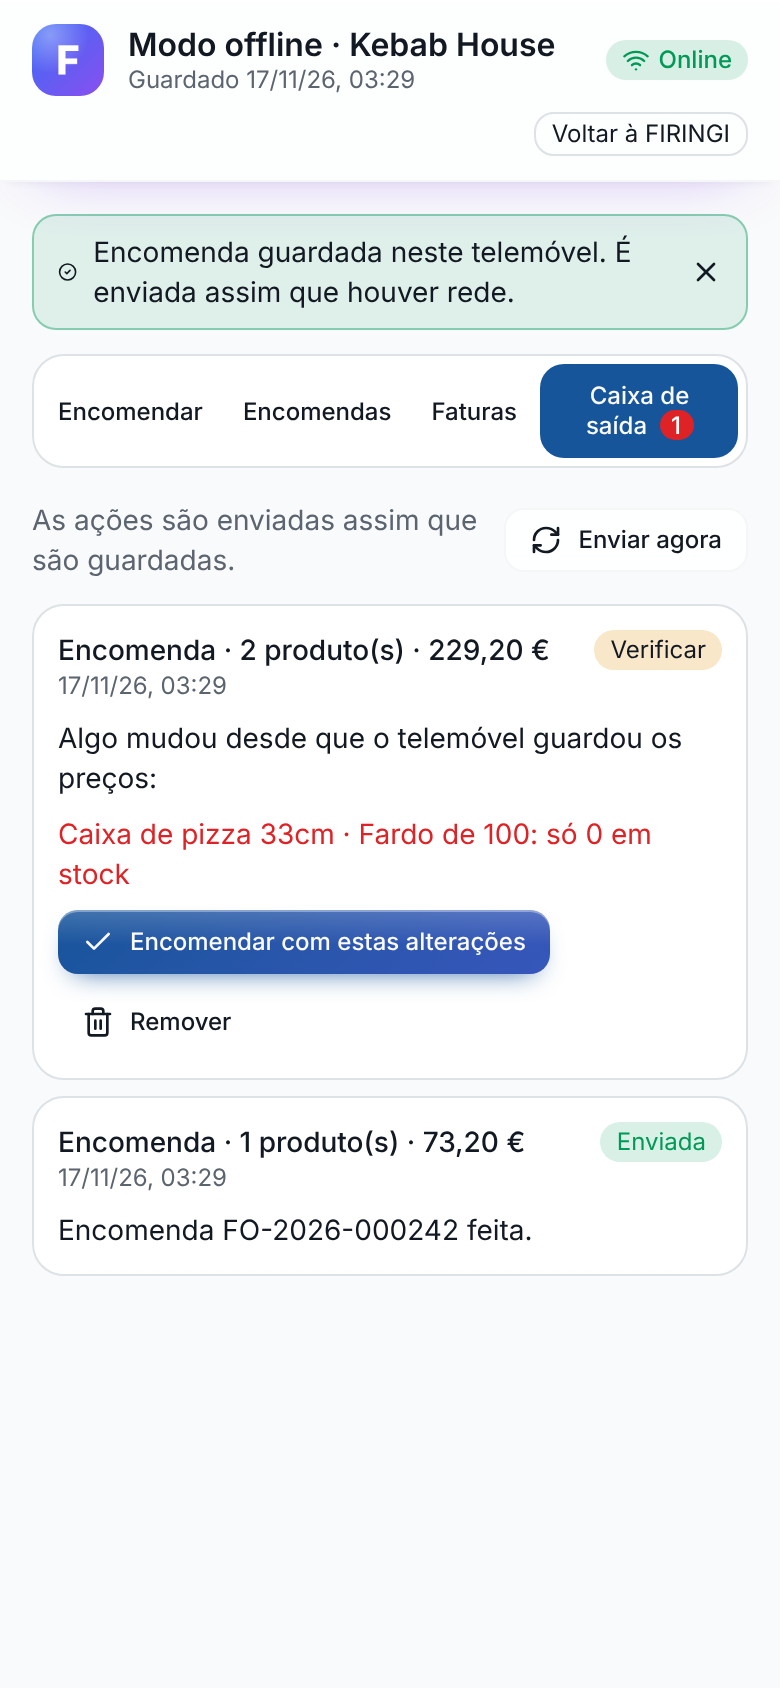 F
Modo offline · Kebab House
Guardado 17/11/26, 03:29
Online
Voltar à FIRINGI
Encomenda guardada neste telemóvel. É
enviada assim que houver rede.
Encomendar
Encomendas
Faturas
Caixa de
saída 1
As ações são enviadas assim que
são guardadas.
Enviar agora
Encomenda · 2 produto(s) · 229,20 €
Verificar
17/11/26, 03:29
Algo mudou desde que o telemóvel guardou os
preços:
Caixa de pizza 33cm · Fardo de 100: só 0 em
stock
Encomendar com estas alterações
Remover
Encomenda · 1 produto(s) · 73,20 €
Enviada
17/11/26, 03:29
Encomenda FO-2026-000242 feita.